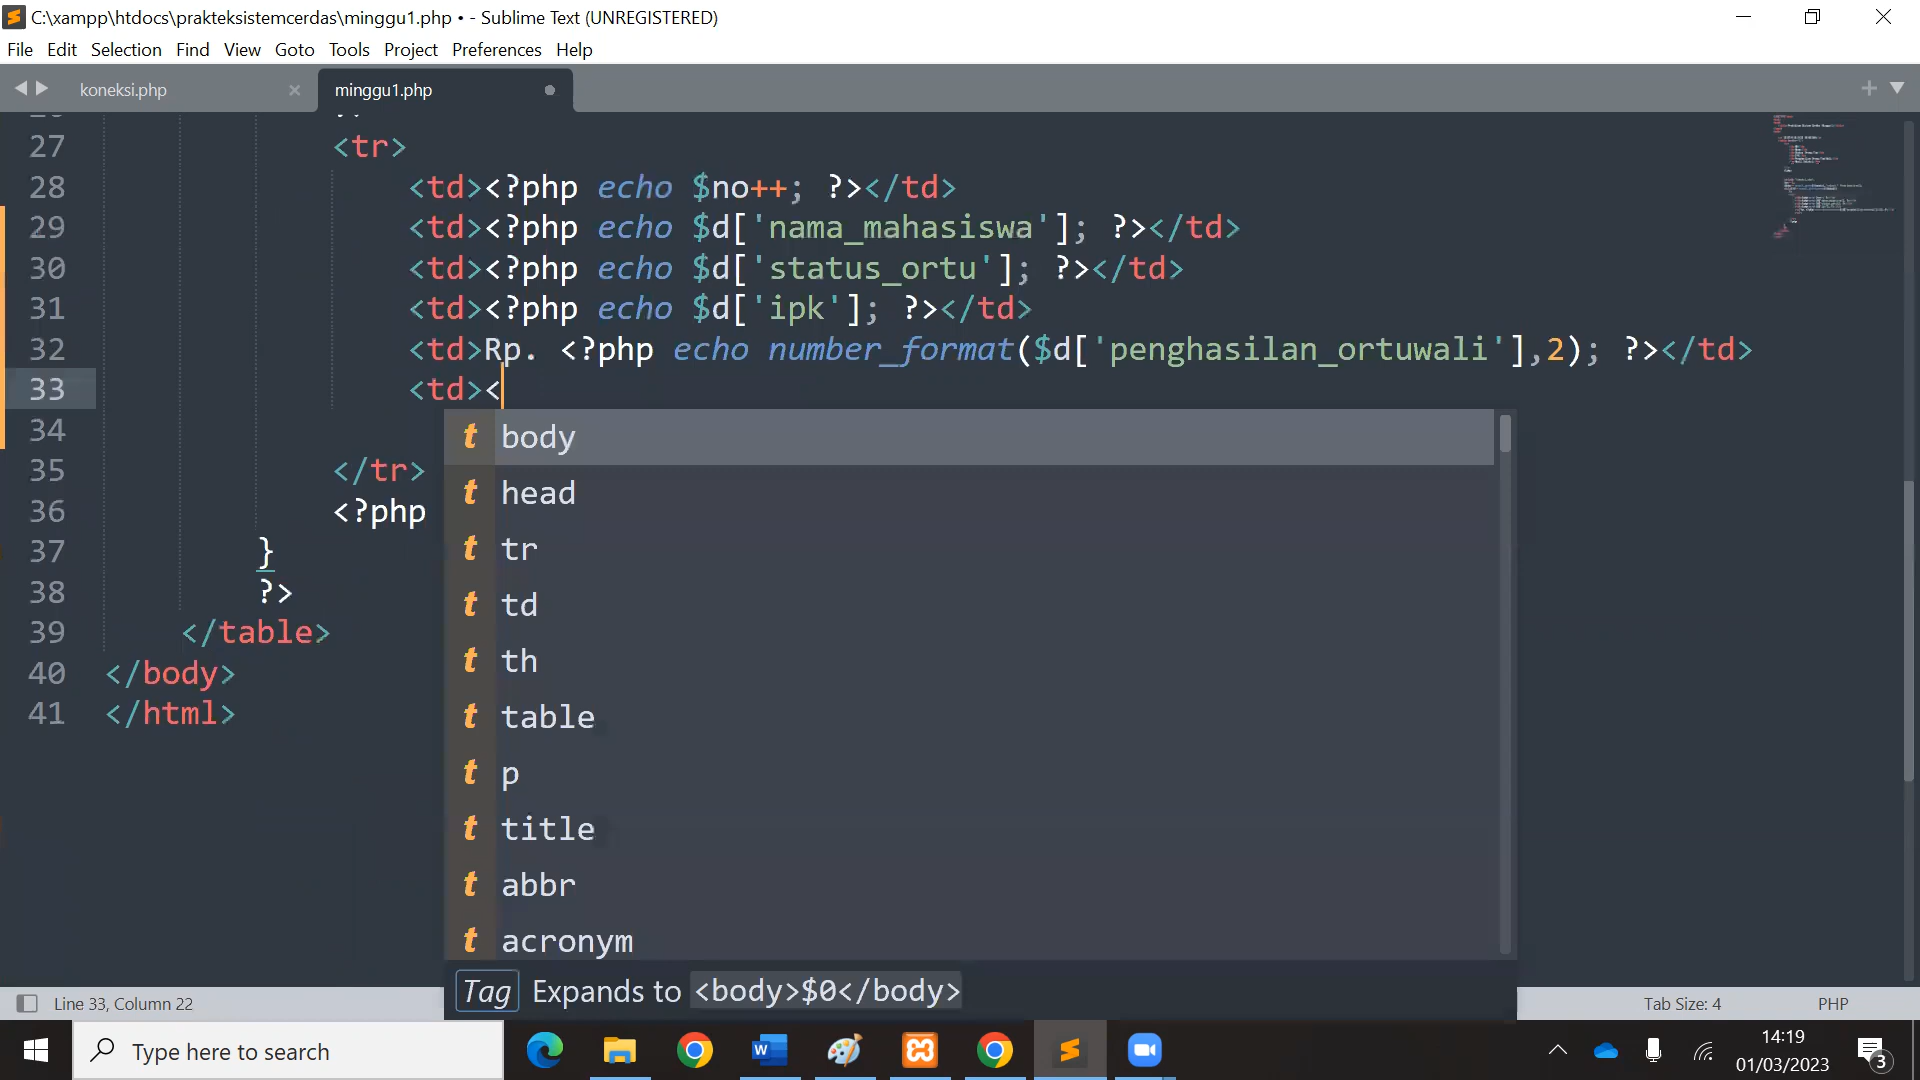 C:\xampp\htdocs\prakteksistemcerdas\minggu1.php • - Sublime Text (UNREGISTERED)
File Edit Selection Find View Goto Tools Project Preferences Help
koneksi.php
minggu1.php
27 <tr>
28 <td><?php echo $no++; ?></td>
29 <td><?php echo $d['nama_mahasiswa']; ?></td>
30 <td><?php echo $d['status_ortu']; ?></td>
31 <td><?php echo $d['ipk']; ?></td>
32 <td>Rp. <?php echo number_format($d['penghasilan_ortuwali'],2); ?></td>
33 <td><
34
35 </tr>
36 <?php
37 }
38 ?>
39 </table>
40 </body>
41 </html>
t body
t head
t tr
t td
t th
t table
t p
t title
t abbr
t acronym
Tag Expands to <body>$0</body>
Line 33, Column 22
Tab Size: 4
PHP
Type here to search
14:19
01/03/2023
3